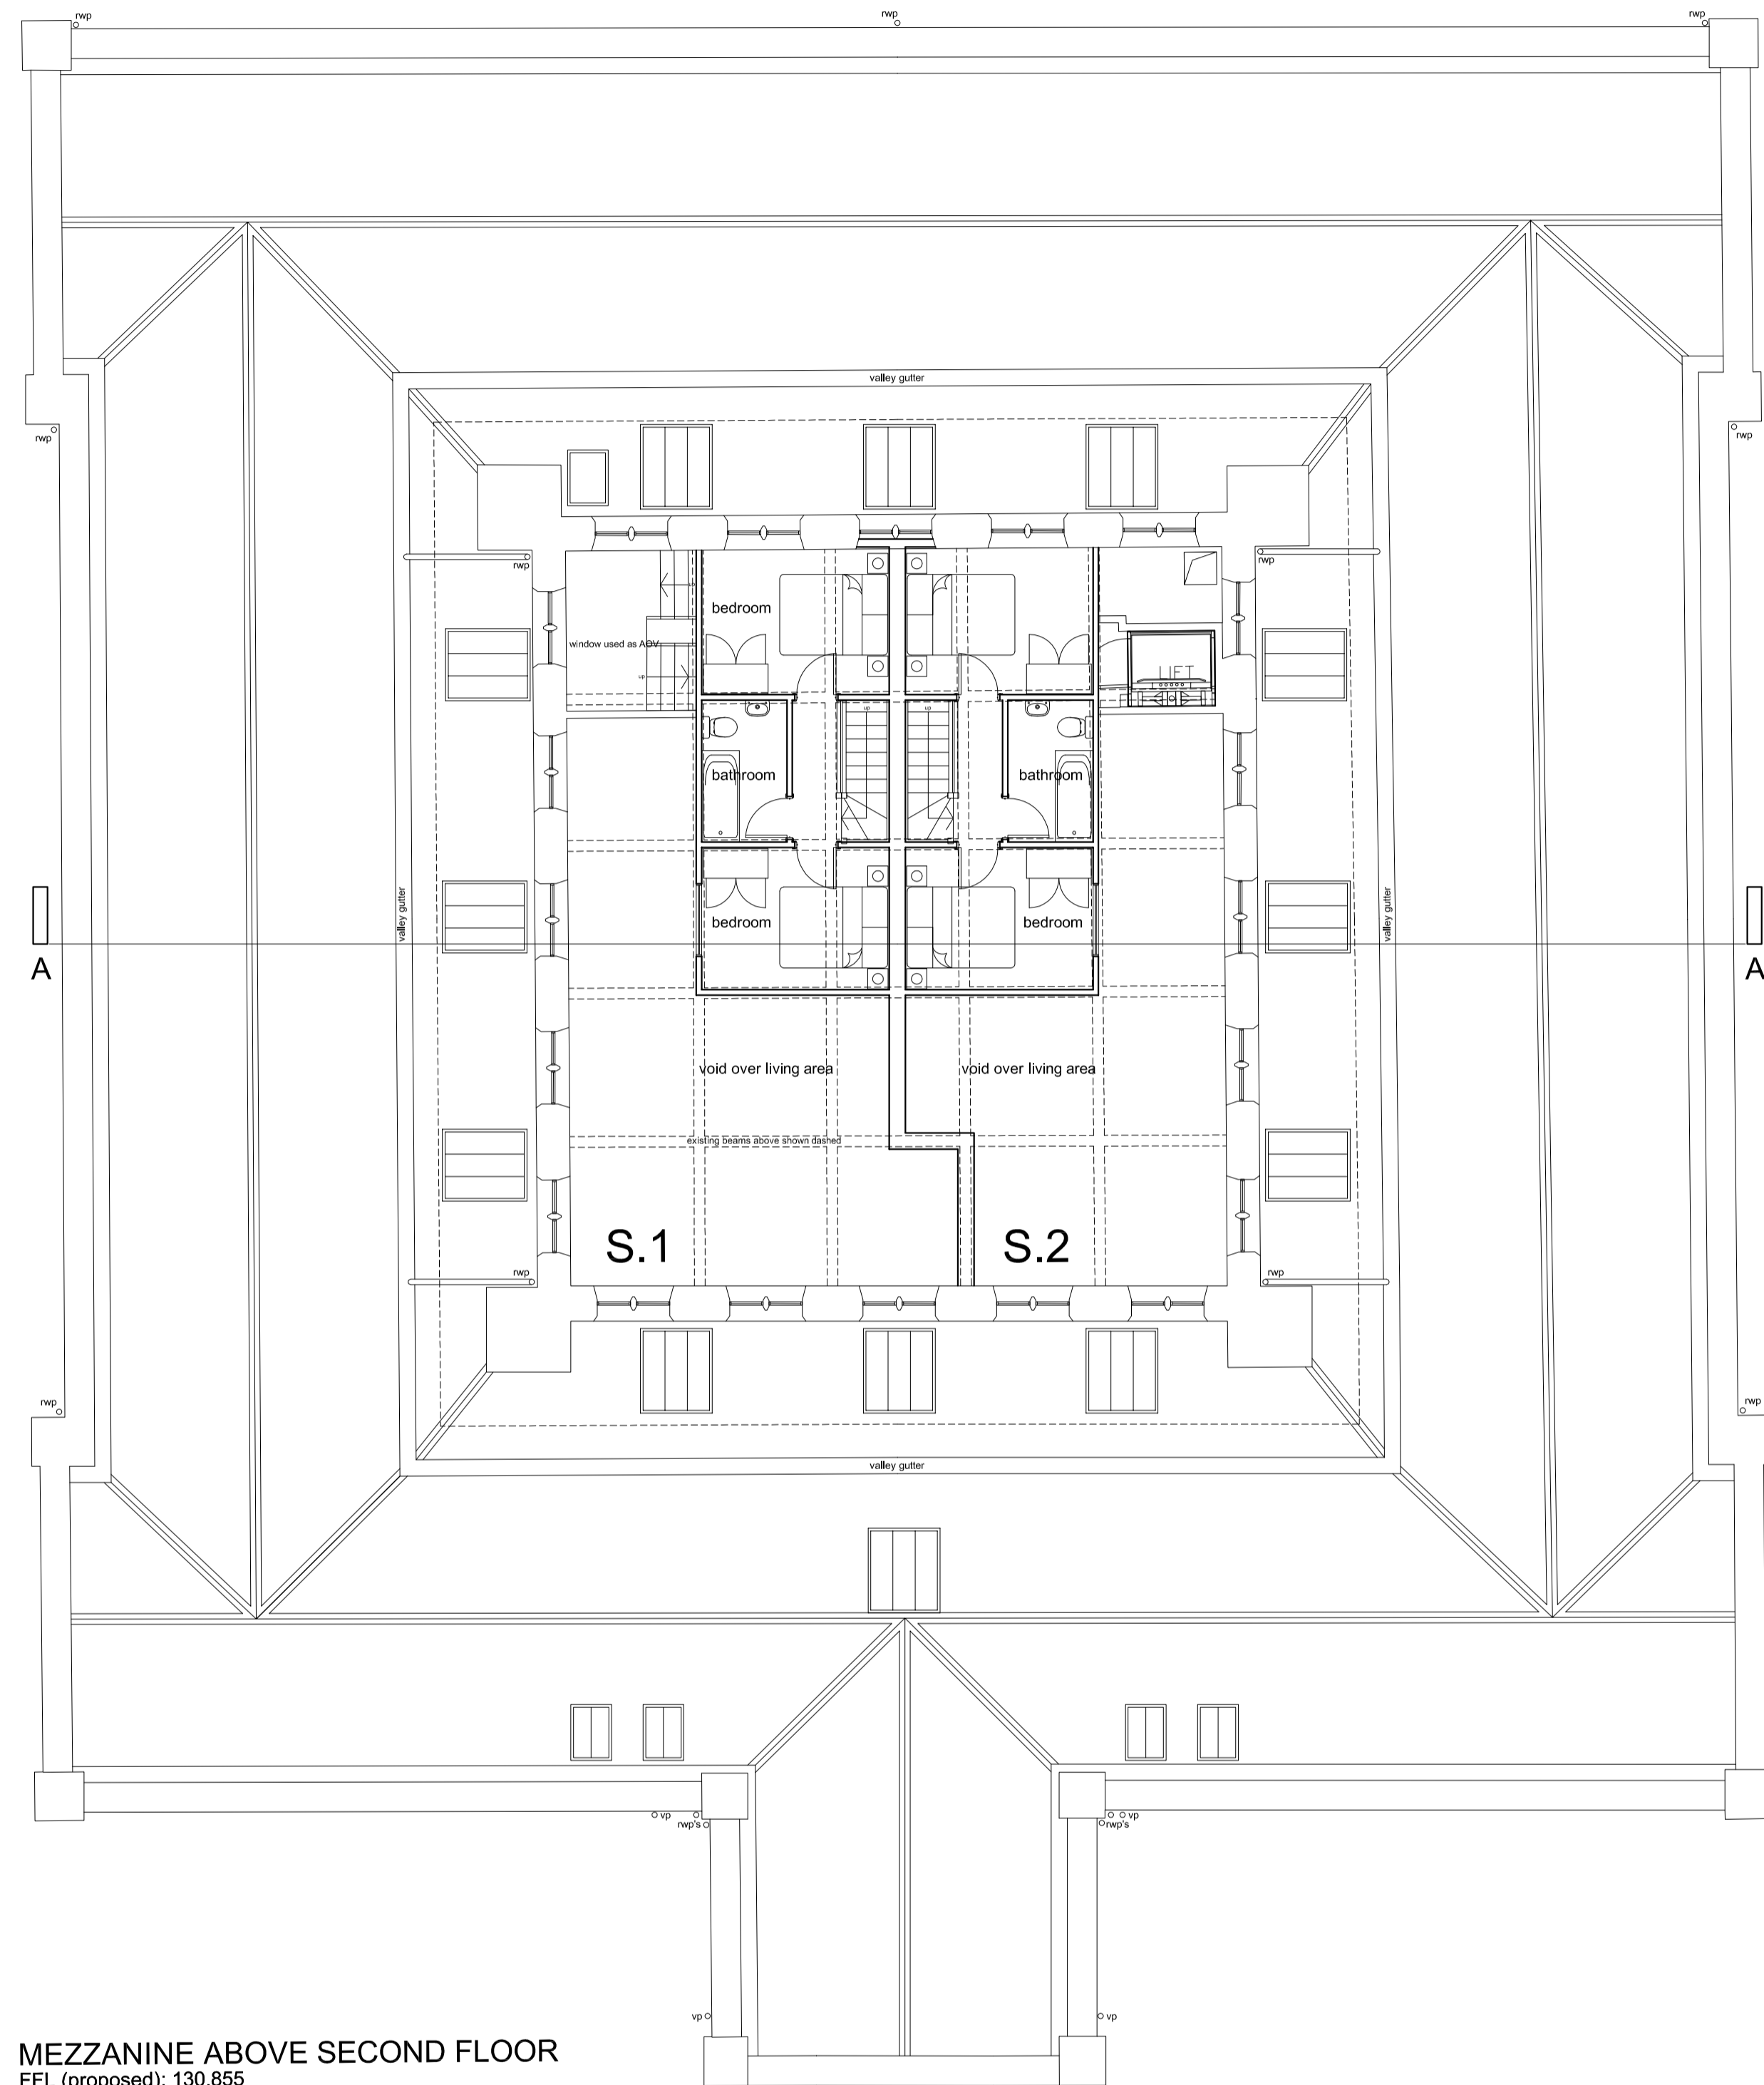 rwp
rwp
rwp
valley gutter
rwp
rwp
rwp
rwp
up
bedroom
window used as AOV
up
LIFT
up
up
bathroom
bathroom
valley gutter
valley gutter
bedroom
bedroom
A
A
void over living area
void over living area
existing beams above shown dashed
S.1
S.2
rwp
rwp
rwp
rwp
valley gutter
vp
vp
rwp's
rwp's
vp
vp
MEZZANINE ABOVE SECOND FLOOR
FFL (proposed): 130.855